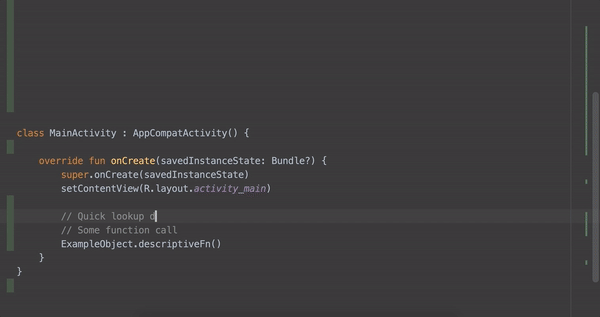 class MainActivity : AppCompatActivity() {
override fun onCreate(savedInstanceState: Bundle?) {
super.onCreate(savedInstanceState)
setContentView(R.layout.activity_main)
// Quick lookup d
// Some function call
ExampleObject.descriptiveFn()
}
}